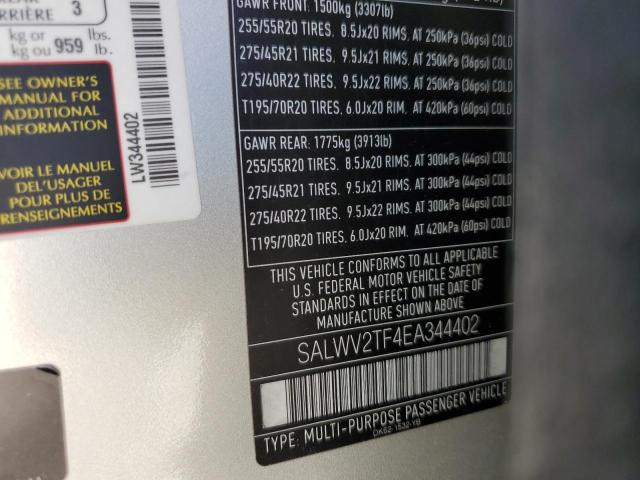 ARRIÈRE 3
kg or lbs.
kg ou 959 lb.
SEE OWNER'S
MANUAL FOR
ADDITIONAL
INFORMATION
VOIR LE MANUEL
DEL'USAGER
POUR PLUS DE
RENSEIGNEMENTS
LW344402
GAWR FRONT: 1500kg (3307lb)
255/55R20 TIRES. 8.5Jx20 RIMS. AT 250kPa (36psi) COLD
275/45R21 TIRES. 9.5Jx21 RIMS. AT 250kPa (36psi) COLD
275/40R22 TIRES. 9.5Jx22 RIMS. AT 250kPa (36psi) COLD
T195/70R20 TIRES. 6.0Jx20 RIM. AT 420kPa (60psi) COLD
GAWR REAR: 1775kg (3913lb)
255/55R20 TIRES. 8.5Jx20 RIMS. AT 300kPa (44psi) COLD
275/45R21 TIRES. 9.5Jx21 RIMS. AT 300kPa (44psi) COLD
275/40R22 TIRES. 9.5Jx22 RIMS. AT 300kPa (44psi) COLD
T195/70R20 TIRES. 6.0Jx20 RIMS. AT 420kPa (60psi) COLD
THIS VEHICLE CONFORMS TO ALL APPLICABLE
U.S. FEDERAL MOTOR VEHICLE SAFETY
STANDARDS IN EFFECT ON THE DATE OF
MANUFACTURE SHOWN ABOVE
SALWV2TF4EA344402
TYPE: MULTI-PURPOSE PASSENGER VEHICLE
DK62-1532-YB